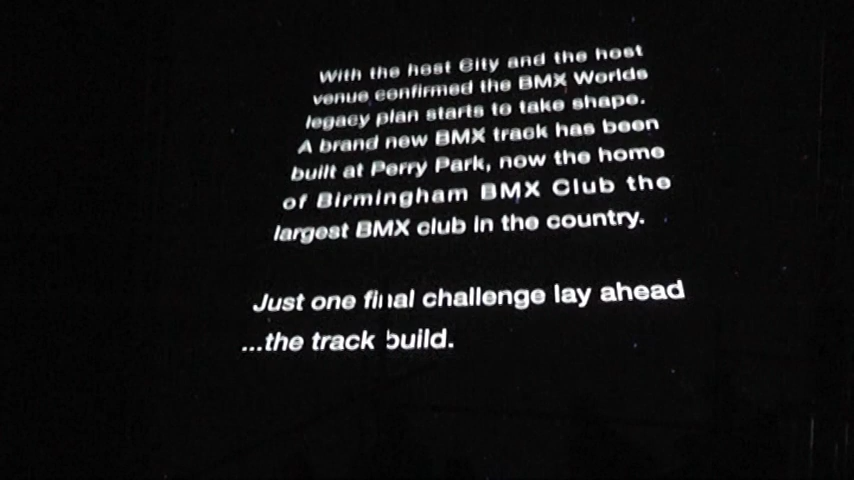 With the host City and the host
venue confirmed the BMX Worlds
legacy plan starts to take shape.
A brand new BMX track has been
built at Perry Park, now the home
of Birmingham BMX Club the
largest BMX club in the country.
Just one final challenge lay ahead
...the track build.